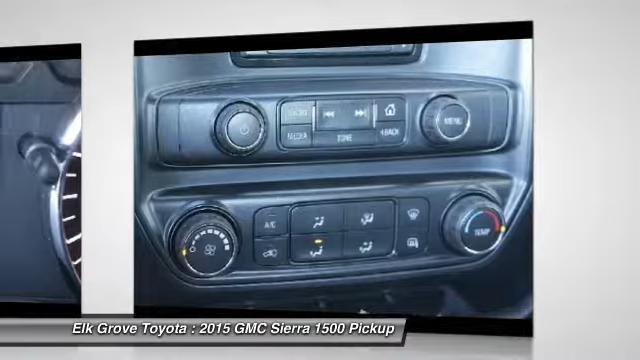 MEDIA
TONE
BACK
MENU
A/C
TEMP
Elk Grove Toyota : 2015 GMC Sierra 1500 Pickup